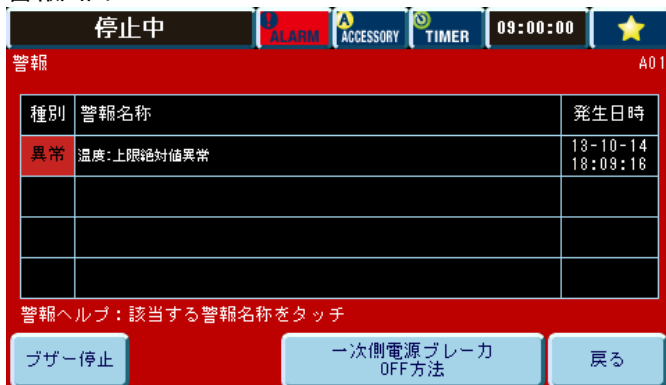 停止中
ALARM
A
ACCESSORY
TIMER
09:00:00
警報
A01
種別
警報名称
発生日時
異常
温度:上限絶対値異常
13-10-14
18:09:16
警報ヘルプ:該当する警報名称をタッチ
ブザー停止
一次側電源ブレーカ
OFF方法
戻る